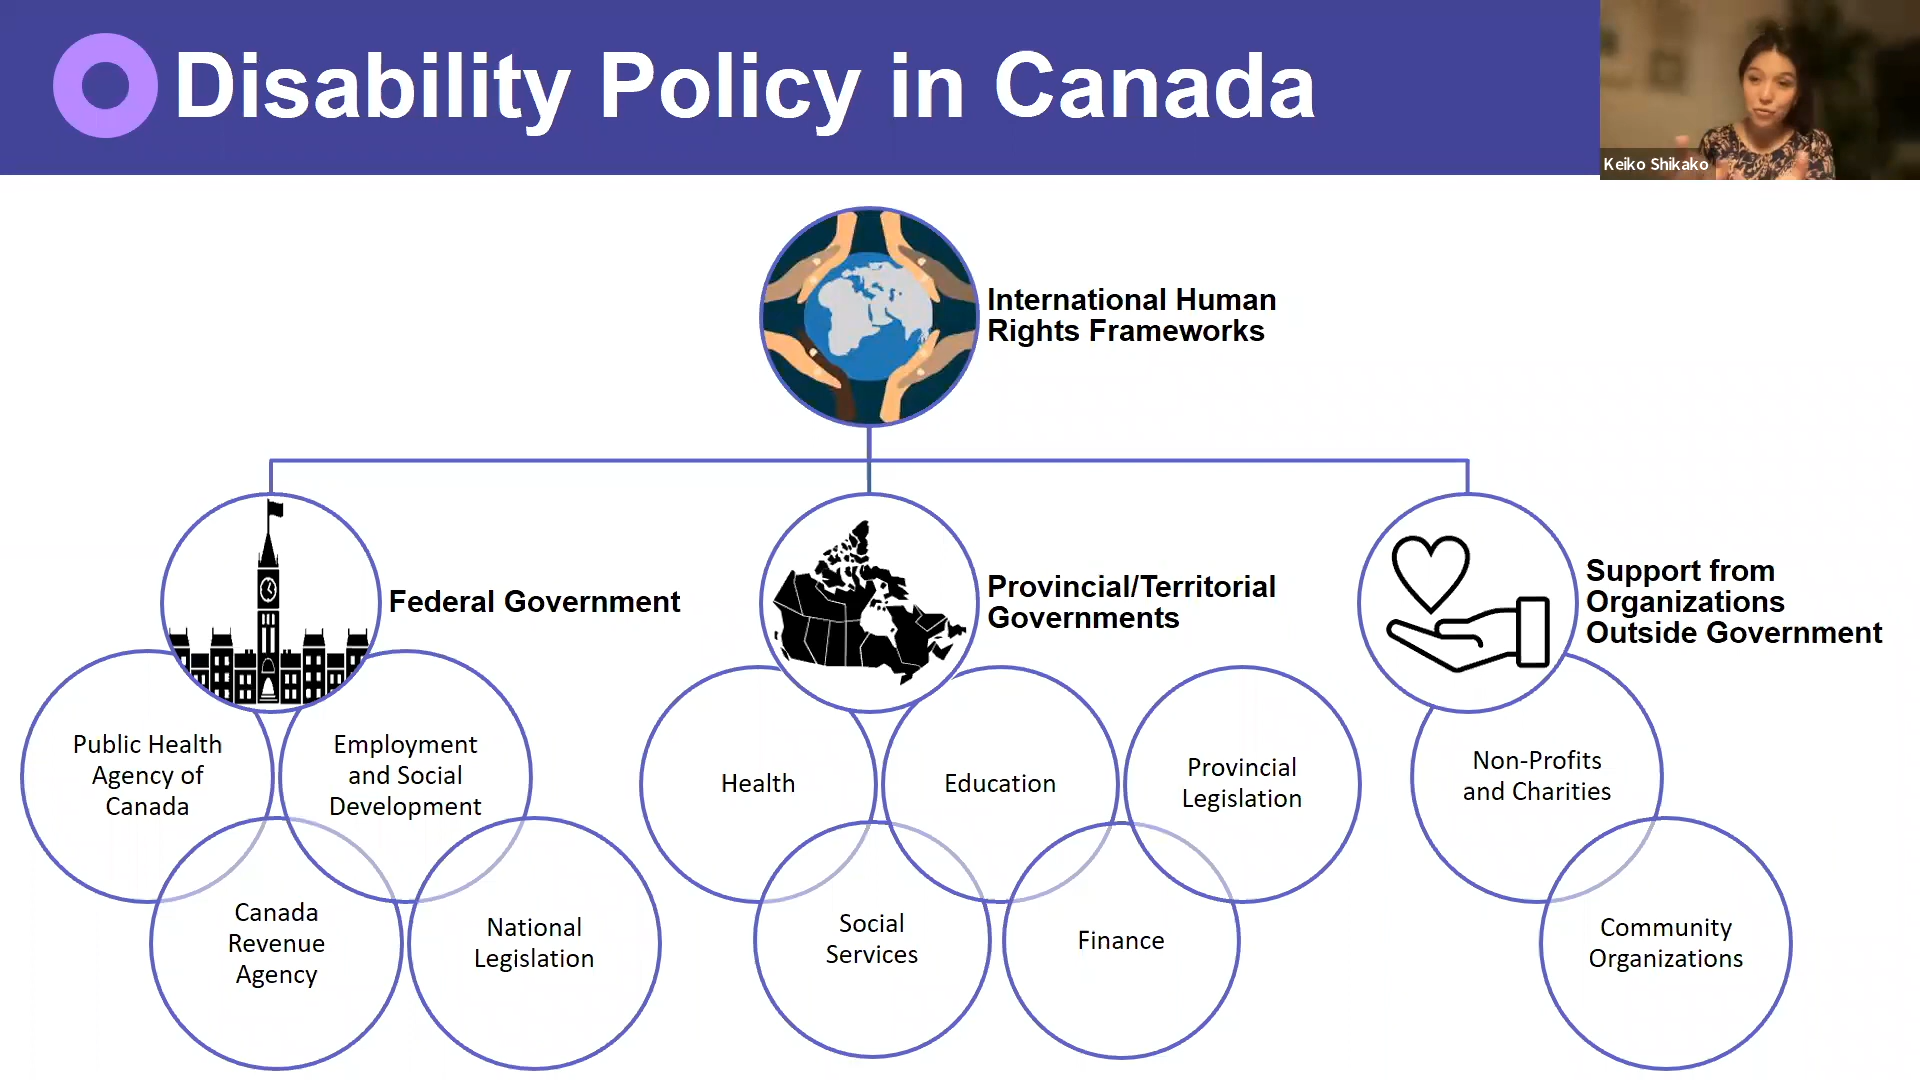 Disability Policy in Canada
Keiko Shikako
International Human
Rights Frameworks
Federal Government
Provincial/Territorial
Governments
Support from
Organizations
Outside Government
Public Health
Agency of
Canada
Employment
and Social
Development
Canada
Revenue
Agency
National
Legislation
Health
Education
Provincial
Legislation
Social
Services
Finance
Non-Profits
and Charities
Community
Organizations